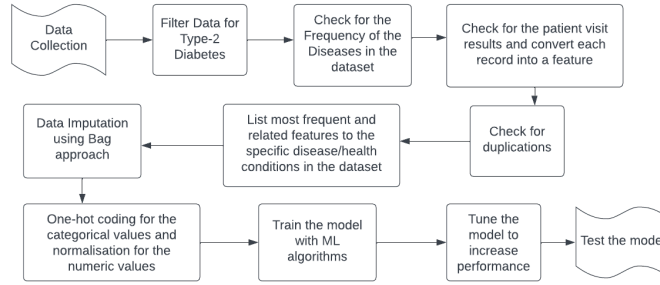 Data
Collection
Filter Data for
Type-2
Diabetes
Check for the
Frequency of the
Diseases in the
dataset
Check for the patient visit
results and convert each
record into a feature
Check for
duplications
List most frequent and
related features to the
specific disease/health
conditions in the dataset
Data Imputation
using Bag
approach
One-hot coding for the
categorical values and
normalisation for the
numeric values
Train the model
with ML
algorithms
Tune the
model to
increase
performance
Test the model